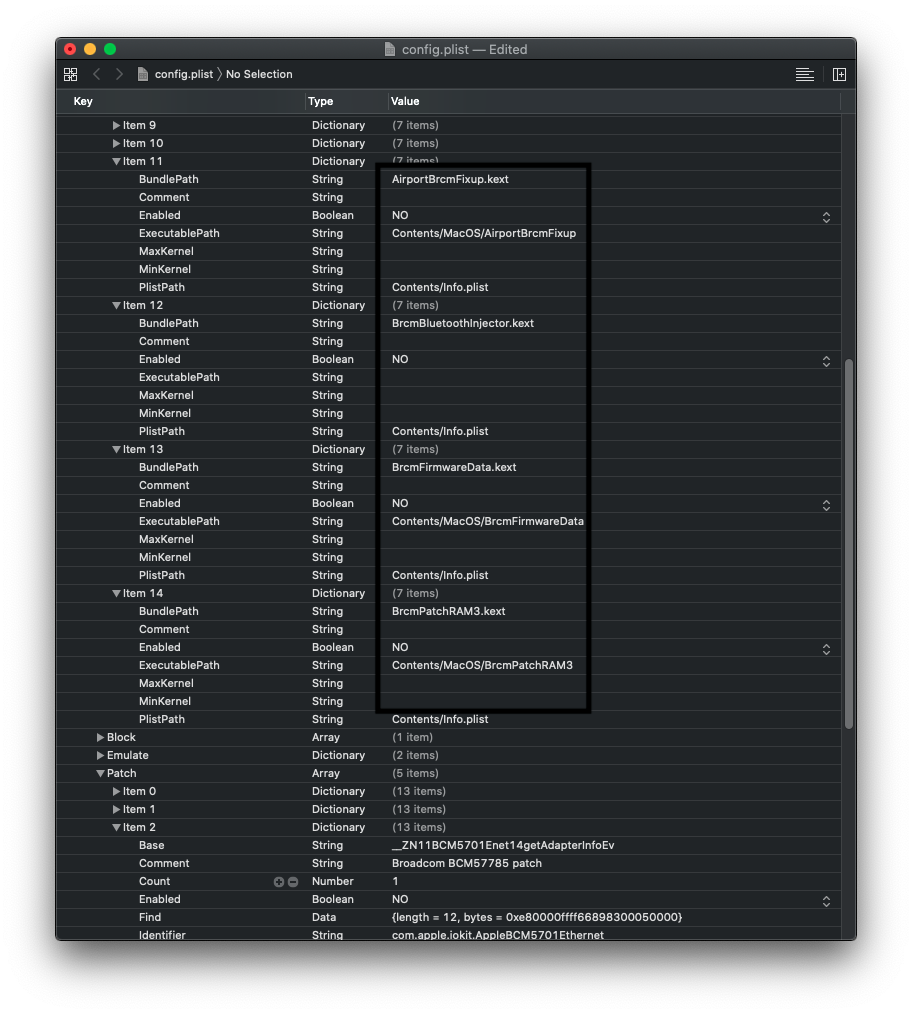 config.plist — Edited
config.plist 〉 No Selection
Key Type Value
Item 9 Dictionary (7 items)
Item 10 Dictionary (7 items)
Item 11 Dictionary (7 items)
BundlePath String AirportBrcmFixup.kext
Comment String
Enabled Boolean NO
ExecutablePath String Contents/MacOS/AirportBrcmFixup
MaxKernel String
MinKernel String
PlistPath String Contents/Info.plist
Item 12 Dictionary (7 items)
BundlePath String BrcmBluetoothInjector.kext
Comment String
Enabled Boolean NO
ExecutablePath String
MaxKernel String
MinKernel String
PlistPath String Contents/Info.plist
Item 13 Dictionary (7 items)
BundlePath String BrcmFirmwareData.kext
Comment String
Enabled Boolean NO
ExecutablePath String Contents/MacOS/BrcmFirmwareData
MaxKernel String
MinKernel String
PlistPath String Contents/Info.plist
Item 14 Dictionary (7 items)
BundlePath String BrcmPatchRAM3.kext
Comment String
Enabled Boolean NO
ExecutablePath String Contents/MacOS/BrcmPatchRAM3
MaxKernel String
MinKernel String
PlistPath String Contents/Info.plist
Block Array (1 item)
Emulate Dictionary (2 items)
Patch Array (5 items)
Item 0 Dictionary (13 items)
Item 1 Dictionary (13 items)
Item 2 Dictionary (13 items)
Base String __ZN11BCM5701Enet14getAdapterInfoEv
Comment String Broadcom BCM57785 patch
Count Number 1
Enabled Boolean NO
Find Data {length = 12, bytes = 0xe80000ffff66898300050000}
Identifier String com.apple.iokit.AppleBCM5701Ethernet